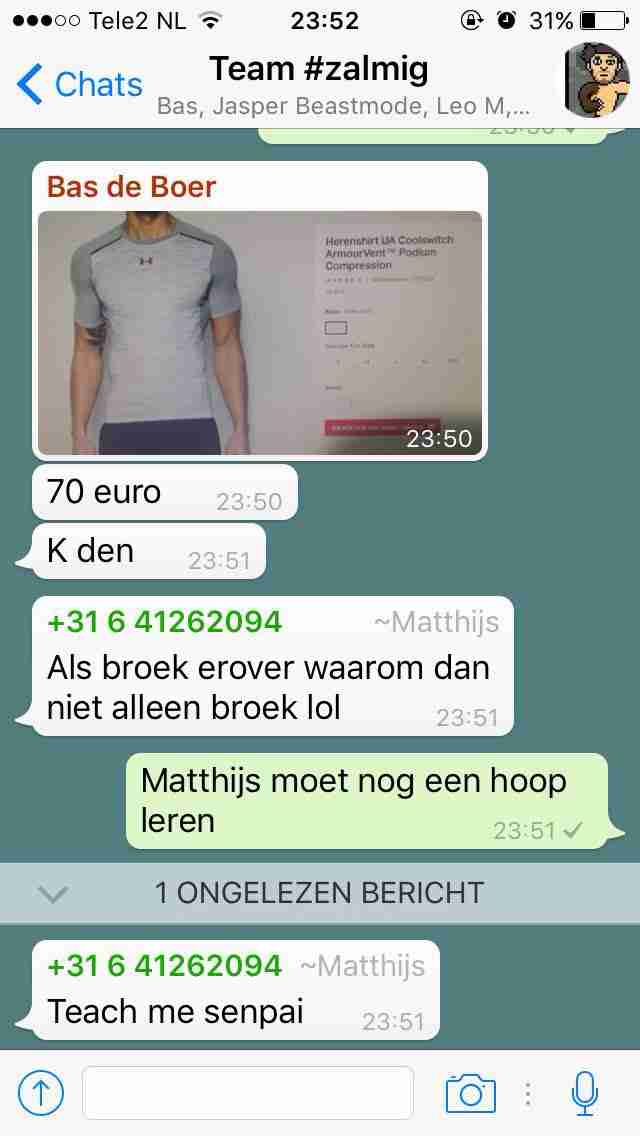 Tele2 NL 23:52 31%
Chats
Team #zalmig
Bas, Jasper Beastmode, Leo M,...
Bas de Boer
Herenshirt UA Coolswitch
ArmourVent™ Podium
Compression
23:50
70 euro 23:50
K den 23:51
+31 6 41262094 ~Matthijs
Als broek erover waarom dan
niet alleen broek lol 23:51
Matthijs moet nog een hoop
leren 23:51
1 ONGELEZEN BERICHT
+31 6 41262094 ~Matthijs
Teach me senpai 23:51